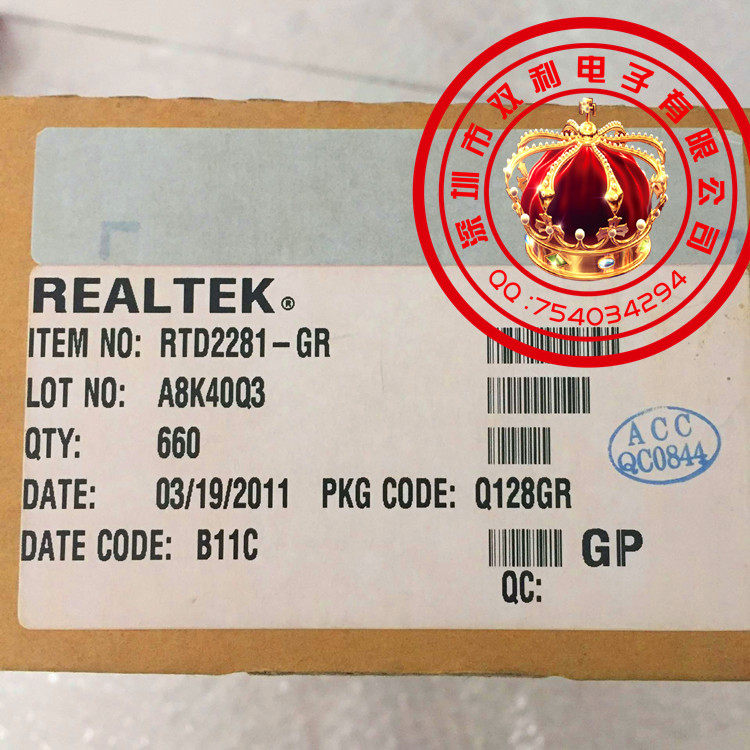 深圳市双利电子有限公司
QQ:754034294
REALTEK®
ITEM NO: RTD2281-GR
LOT NO: A8K40Q3
QTY: 660
DATE: 03/19/2011 PKG CODE: Q128GR
DATE CODE: B11C
GP
QC:
ACC
QC0844